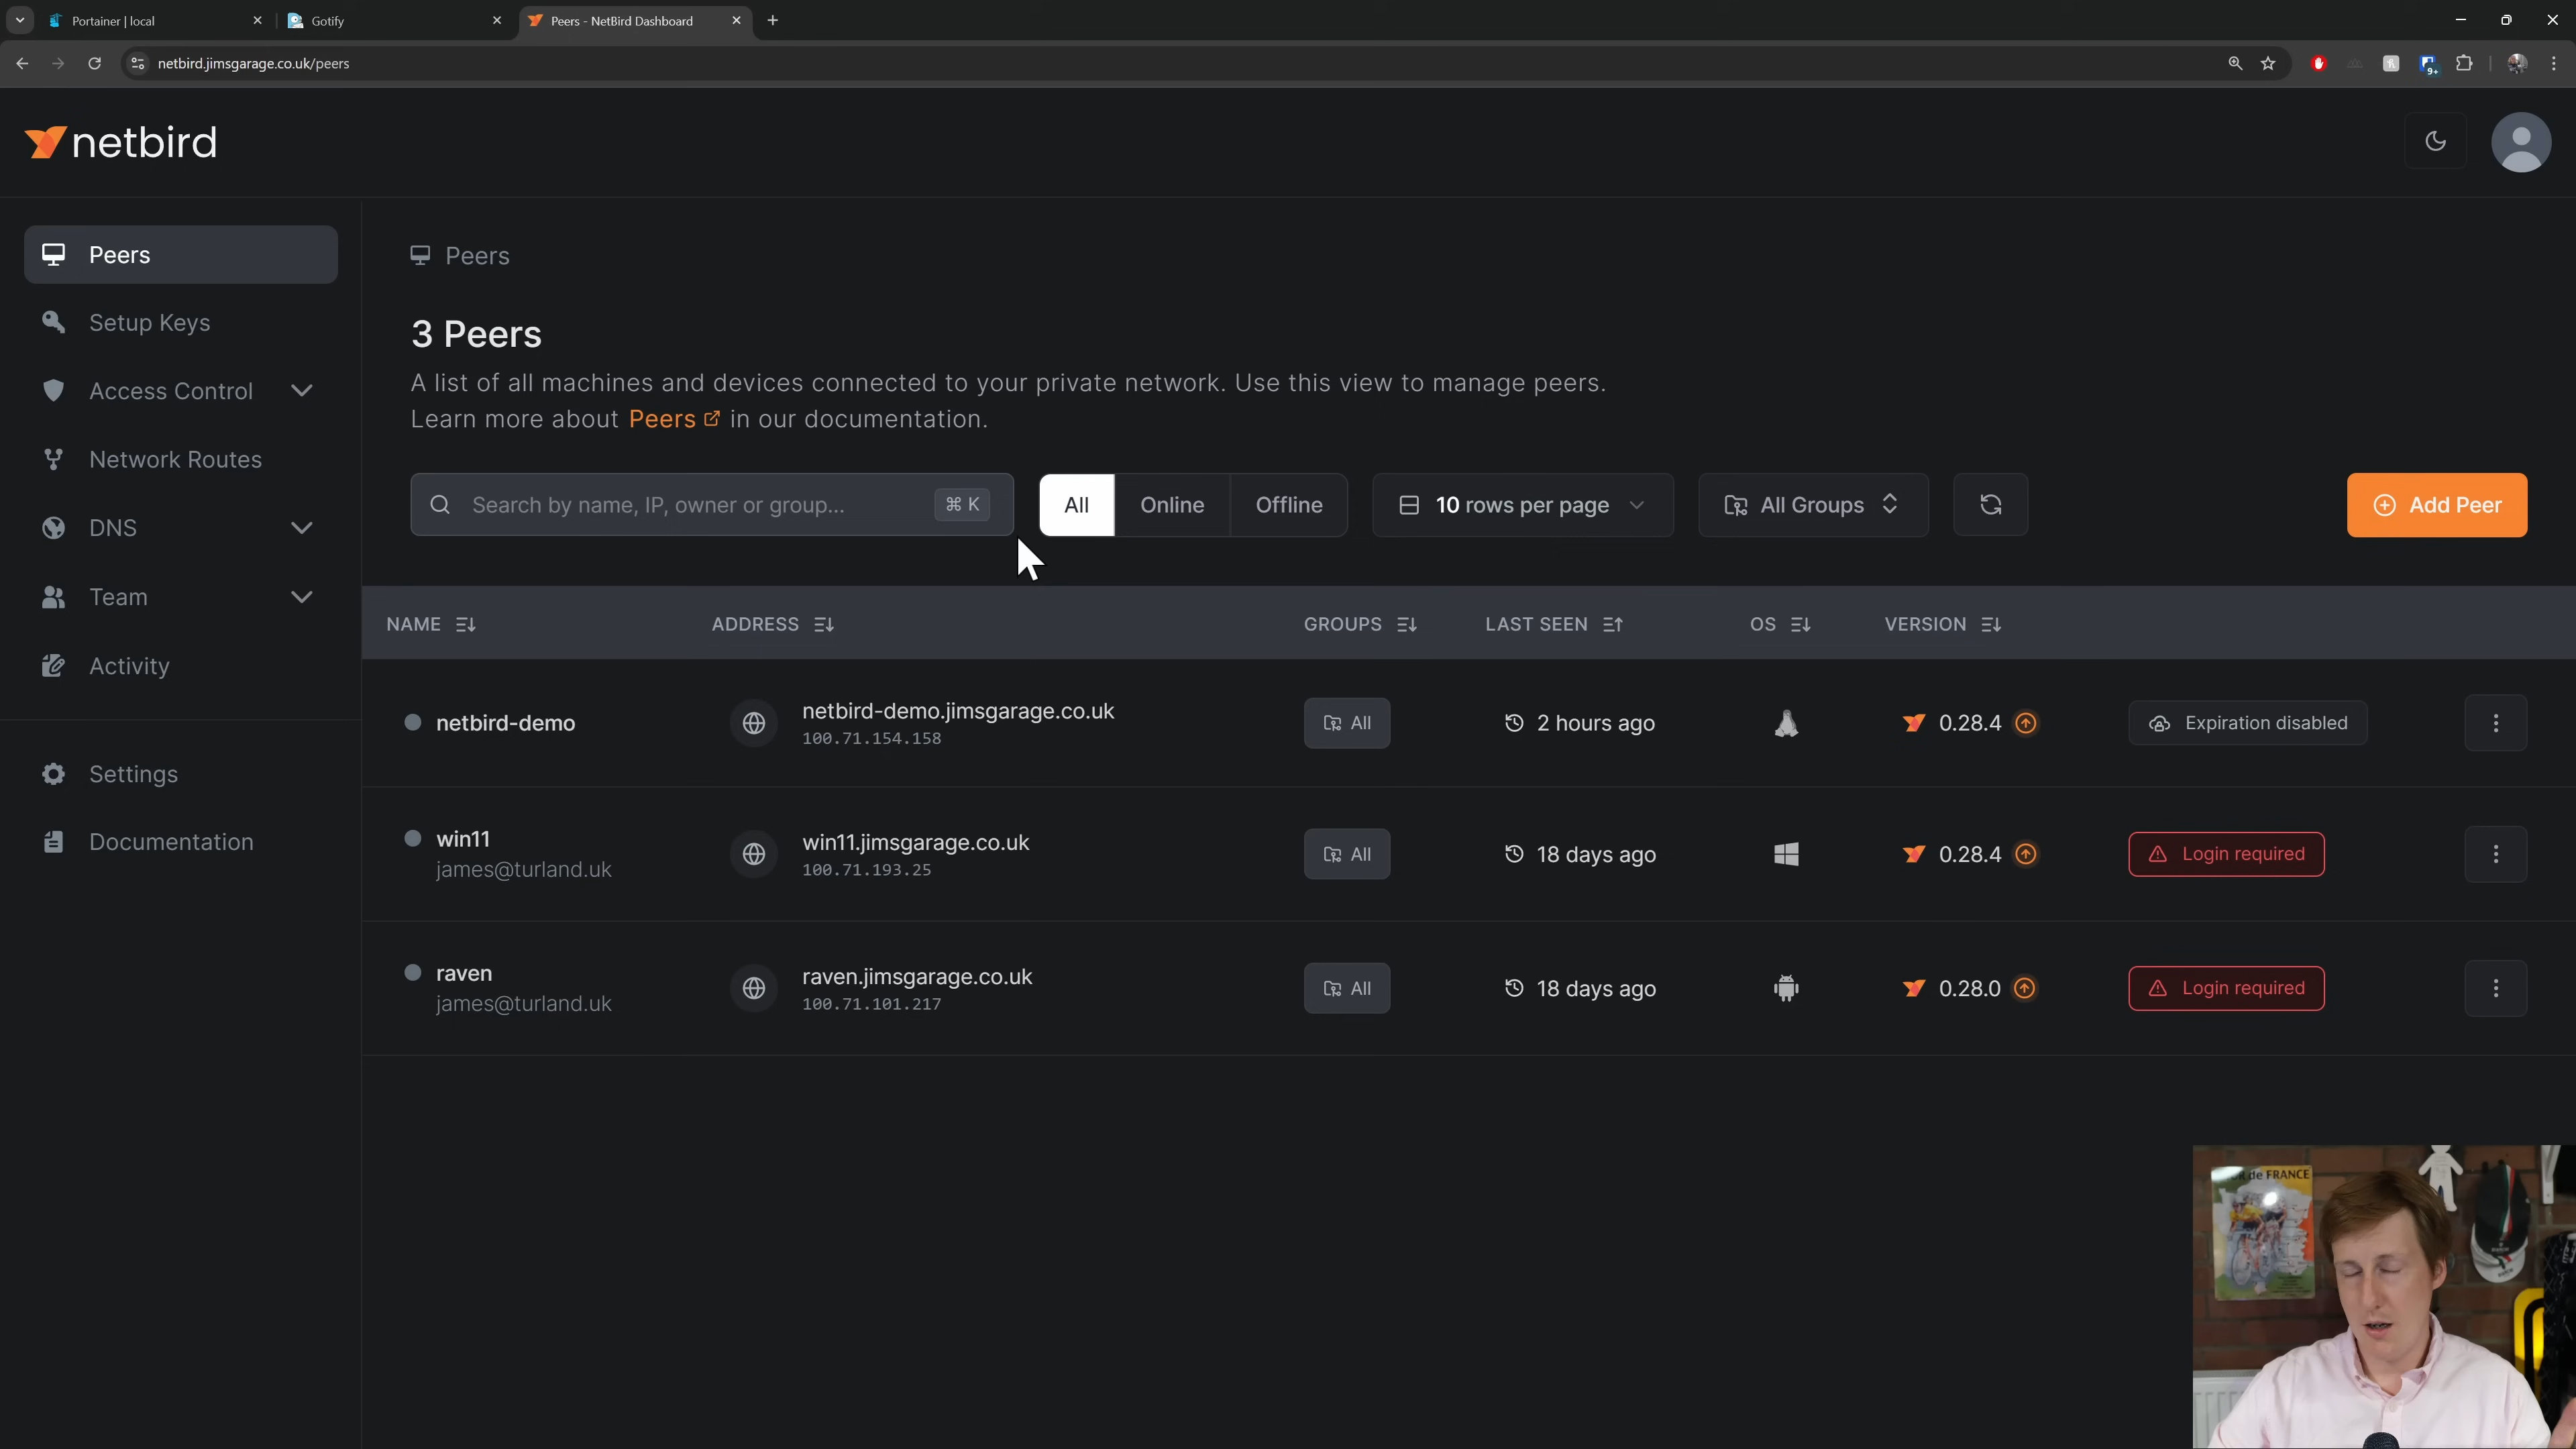 Portainer | local
Gotify
Peers - NetBird Dashboard
netbird.jimsgarage.co.uk/peers
9+
netbird
Peers
Setup Keys
Access Control
Network Routes
DNS
Team
Activity
Settings
Documentation
Peers
3 Peers
A list of all machines and devices connected to your private network. Use this view to manage peers.
Learn more about Peers in our documentation.
Search by name, IP, owner or group...
⌘ K
All
Online
Offline
10 rows per page
All Groups
Add Peer
NAME
ADDRESS
GROUPS
LAST SEEN
OS
VERSION
netbird-demo
netbird-demo.jimsgarage.co.uk
100.71.154.158
All
2 hours ago
0.28.4
Expiration disabled
win11
james@turland.uk
win11.jimsgarage.co.uk
100.71.193.25
All
18 days ago
0.28.4
Login required
raven
james@turland.uk
raven.jimsgarage.co.uk
100.71.101.217
All
18 days ago
0.28.0
Login required
de FRANCE